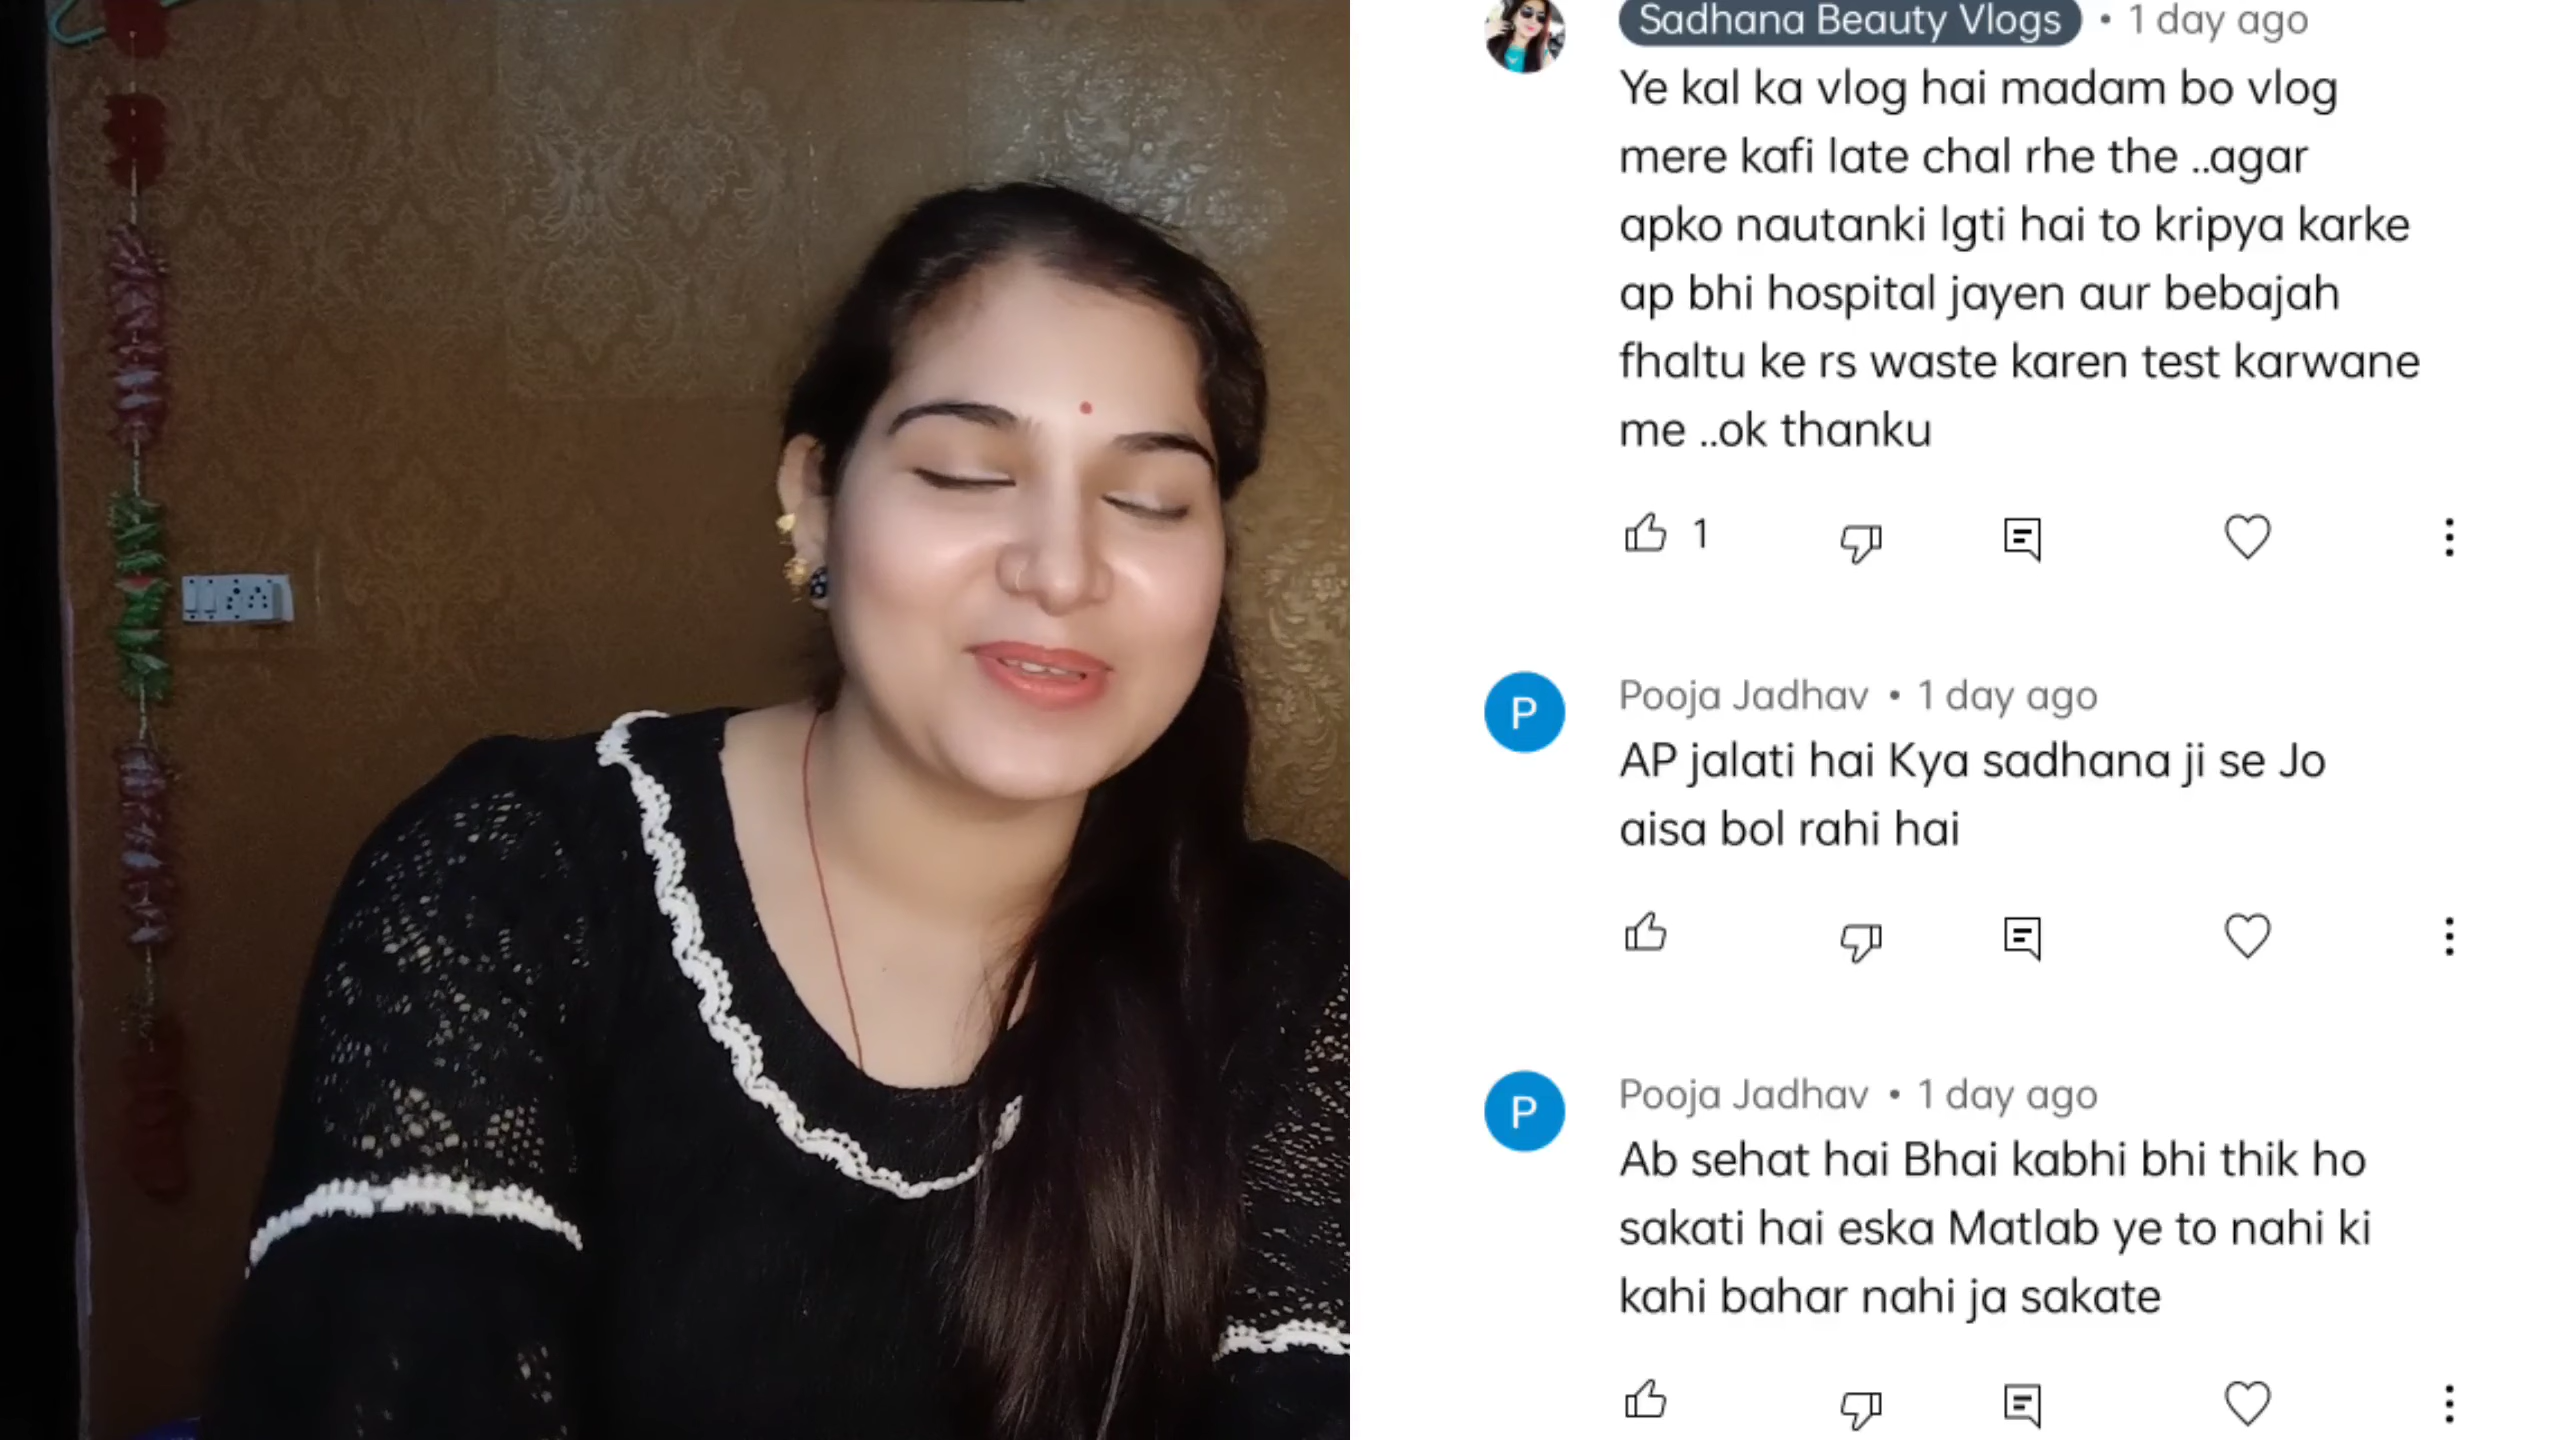 Sadhana Beauty Vlogs • 1 day ago
Ye kal ka vlog hai madam bo vlog
mere kafi late chal rhe the ..agar
apko nautanki lgti hai to kripya karke
ap bhi hospital jayen aur bebajah
fhaltu ke rs waste karen test karwane
me ..ok thanku
1
P
Pooja Jadhav • 1 day ago
AP jalati hai Kya sadhana ji se Jo
aisa bol rahi hai
P
Pooja Jadhav • 1 day ago
Ab sehat hai Bhai kabhi bhi thik ho
sakati hai eska Matlab ye to nahi ki
kahi bahar nahi ja sakate